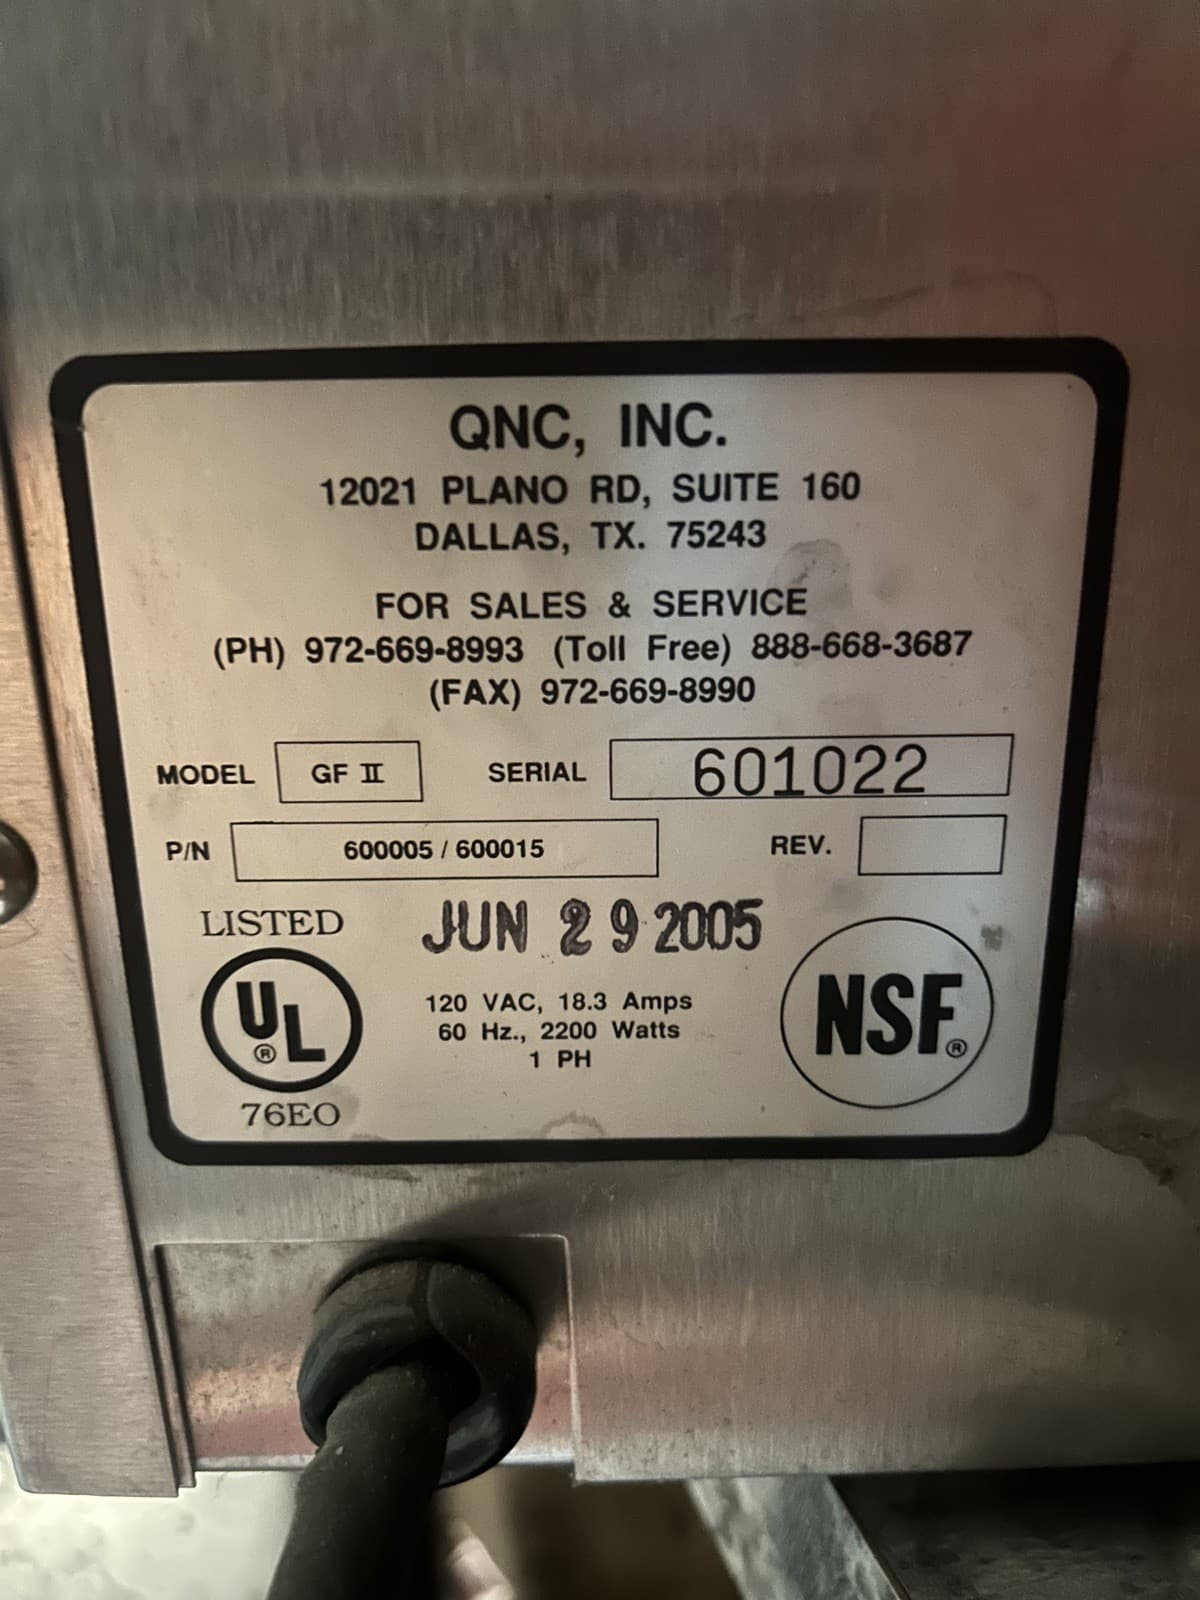 QNC, INC.
12021 PLANO RD, SUITE 160
DALLAS, TX. 75243
FOR SALES & SERVICE
(PH) 972-669-8993 (Toll Free) 888-668-3687
(FAX) 972-669-8990
MODEL GF II SERIAL 601022
P/N 600005 / 600015 REV.
LISTED
JUN 29 2005
UL ®
76EO
120 VAC, 18.3 Amps
60 Hz., 2200 Watts
1 PH
NSF®